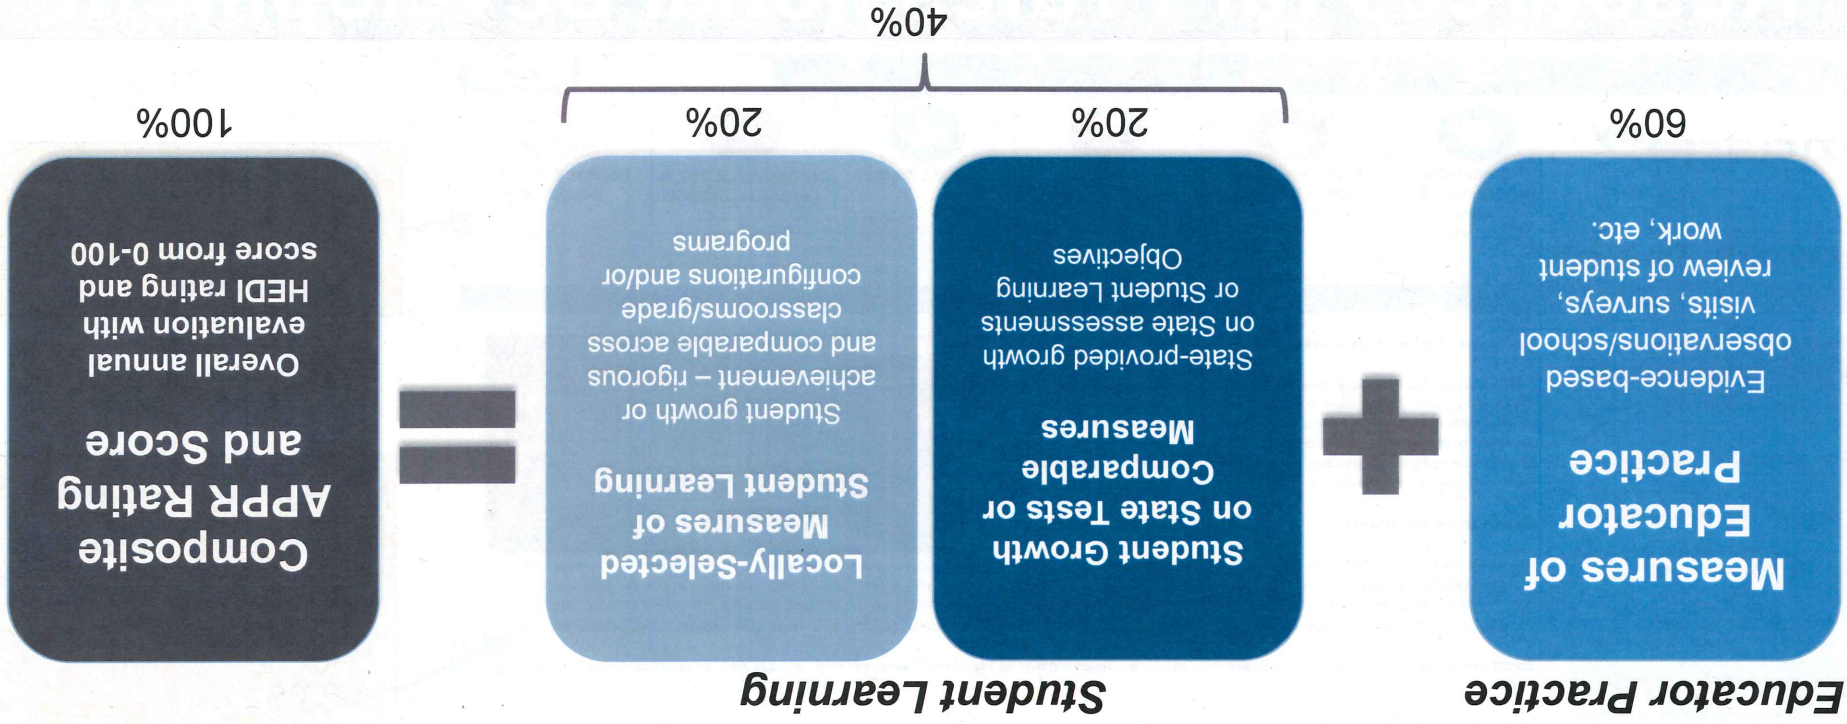 Educator Practice
Measures of
Educator
Practice
Evidence-based
observations/school
visits, surveys,
review of student
work, etc.
60%
Student Learning
Student Growth
on State Tests or
Comparable
Measures
State-provided growth
on State assessments
or Student Learning
Objectives
20%
Locally-Selected
Measures of
Student Learning
Student growth or
achievement – rigorous
and comparable across
classrooms/grade
configurations and/or
programs
20%
40%
Composite
APPR Rating
and Score
Overall annual
evaluation with
HEDI rating and
score from 0-100
100%